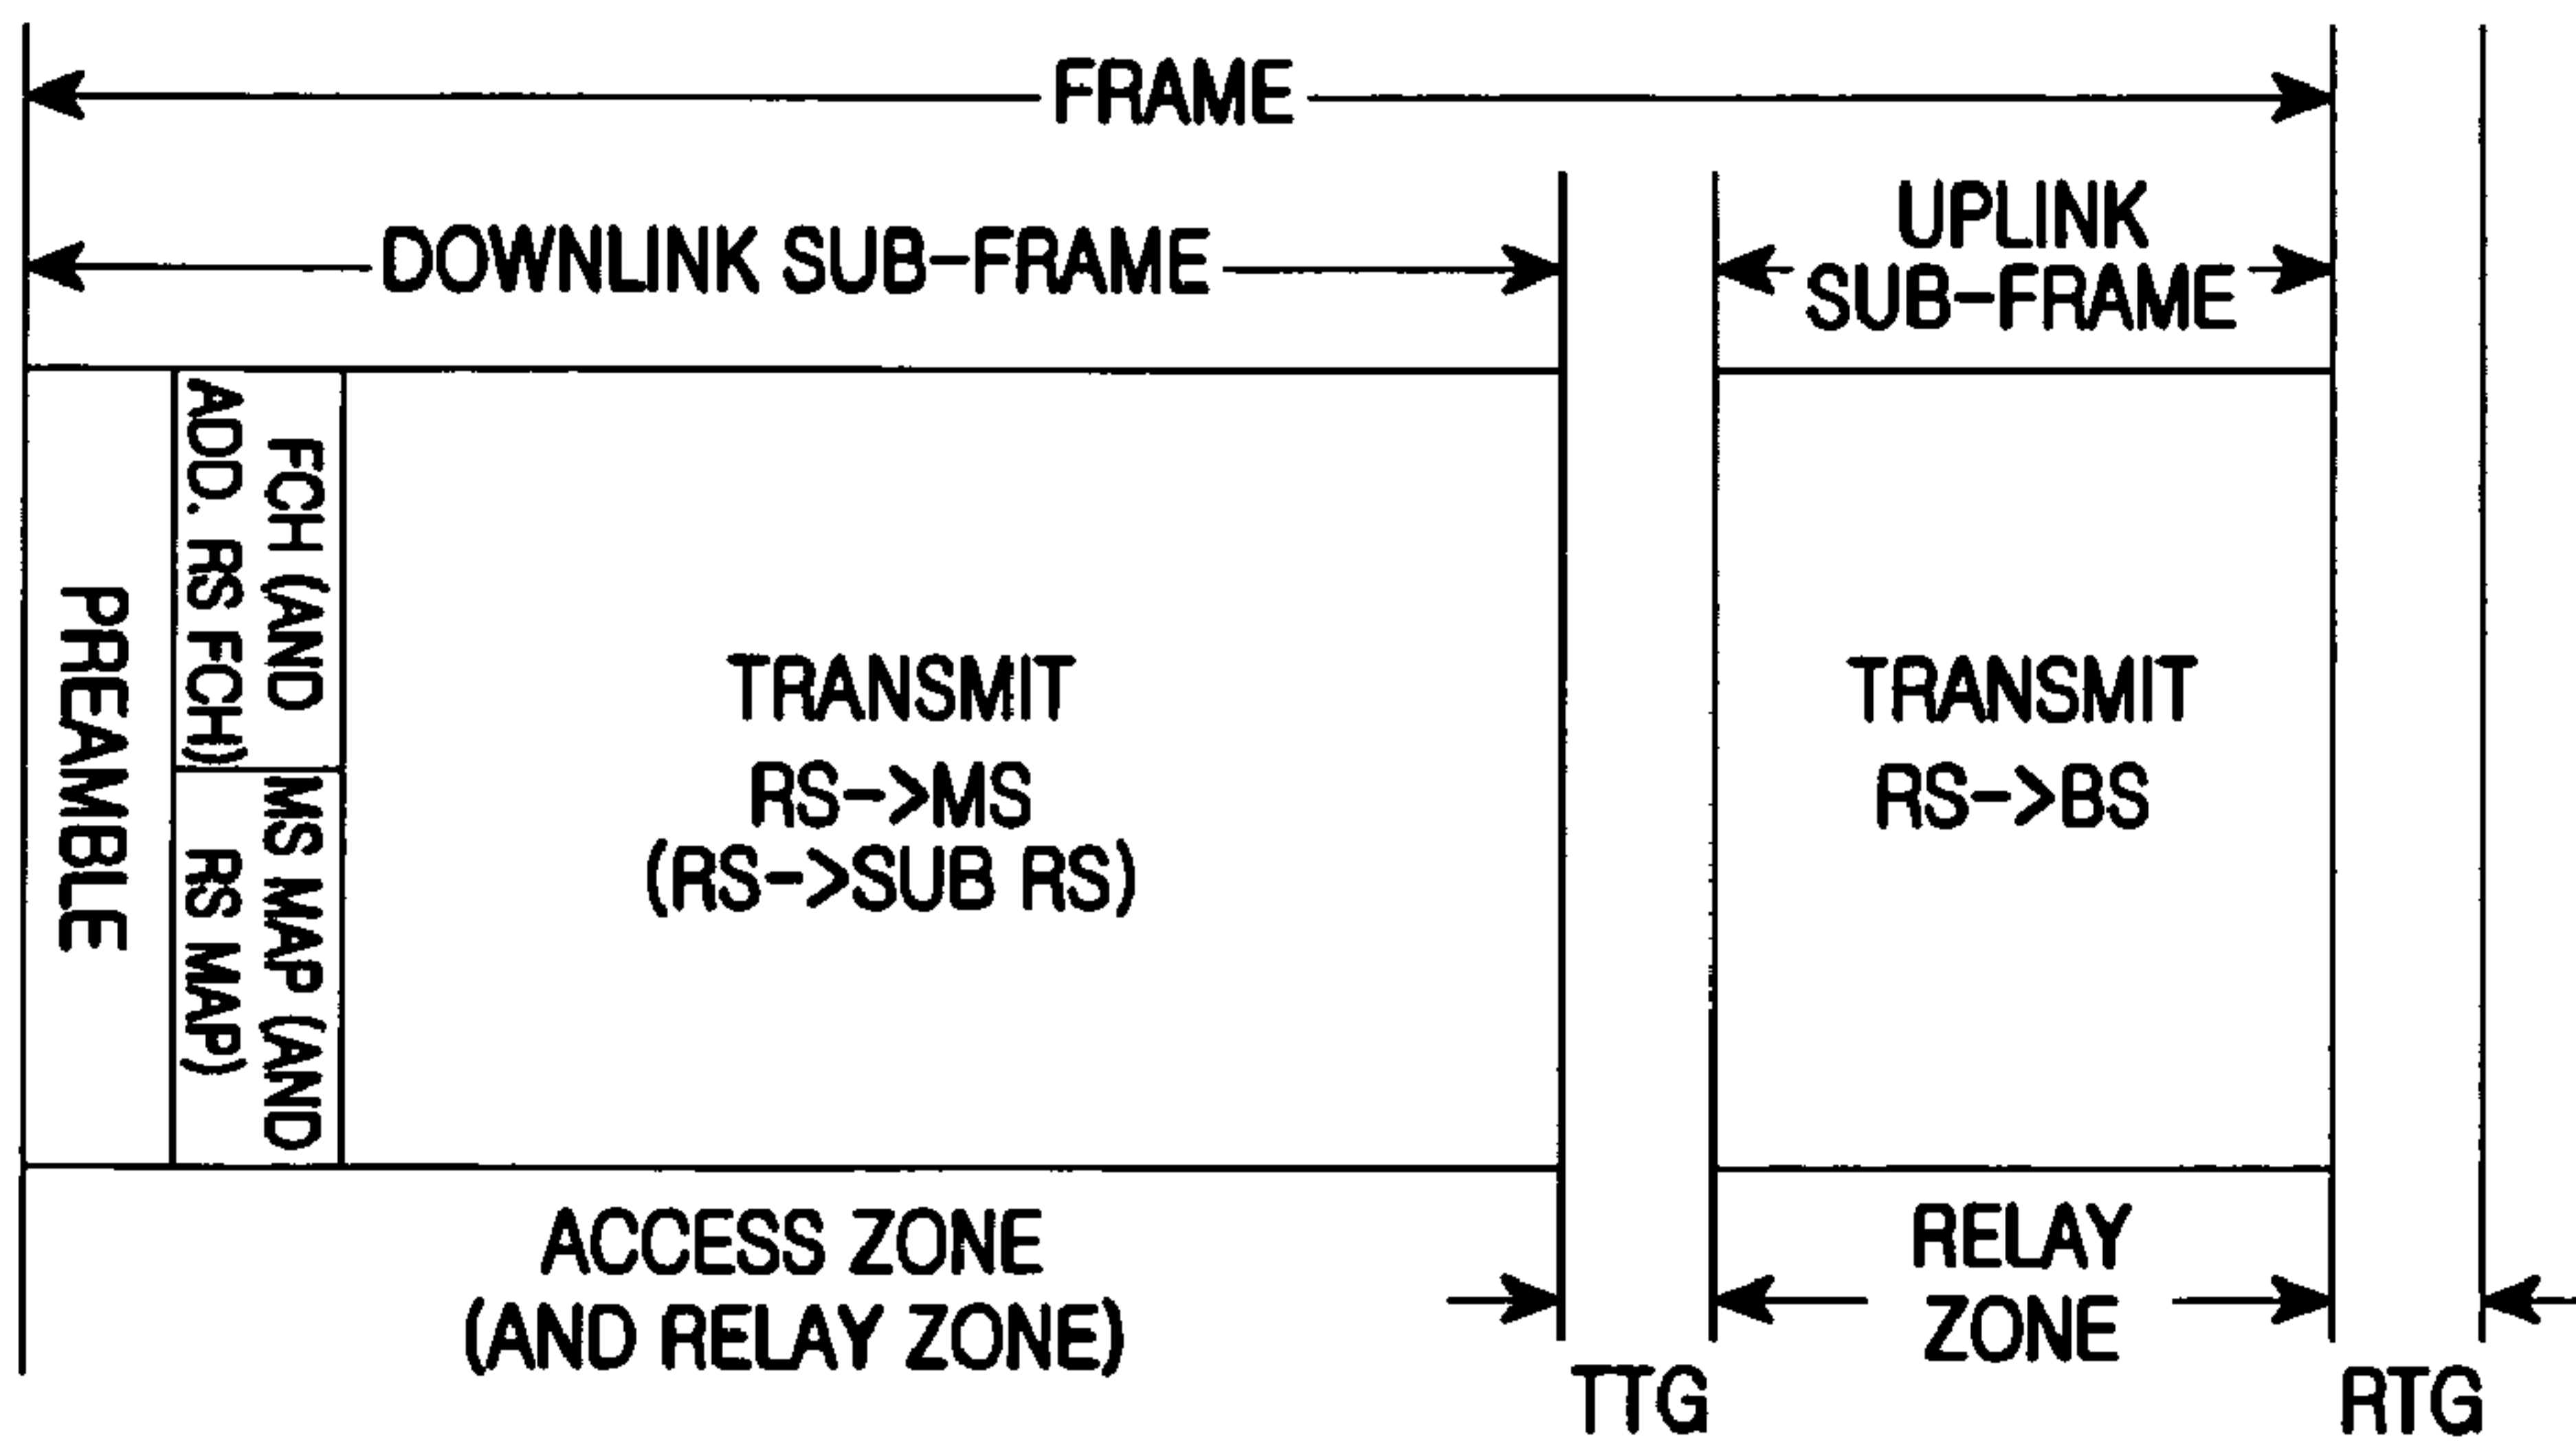 FRAME
DOWNLINK SUB-FRAME
UPLINK
SUB-FRAME
PREAMBLE
FCH (AND
ADD. RS FCH)
MS MAP (AND
RS MAP)
TRANSMIT
RS->MS
(RS->SUB RS)
TRANSMIT
RS->BS
ACCESS ZONE
(AND RELAY ZONE)
RELAY
ZONE
TTG
RTG